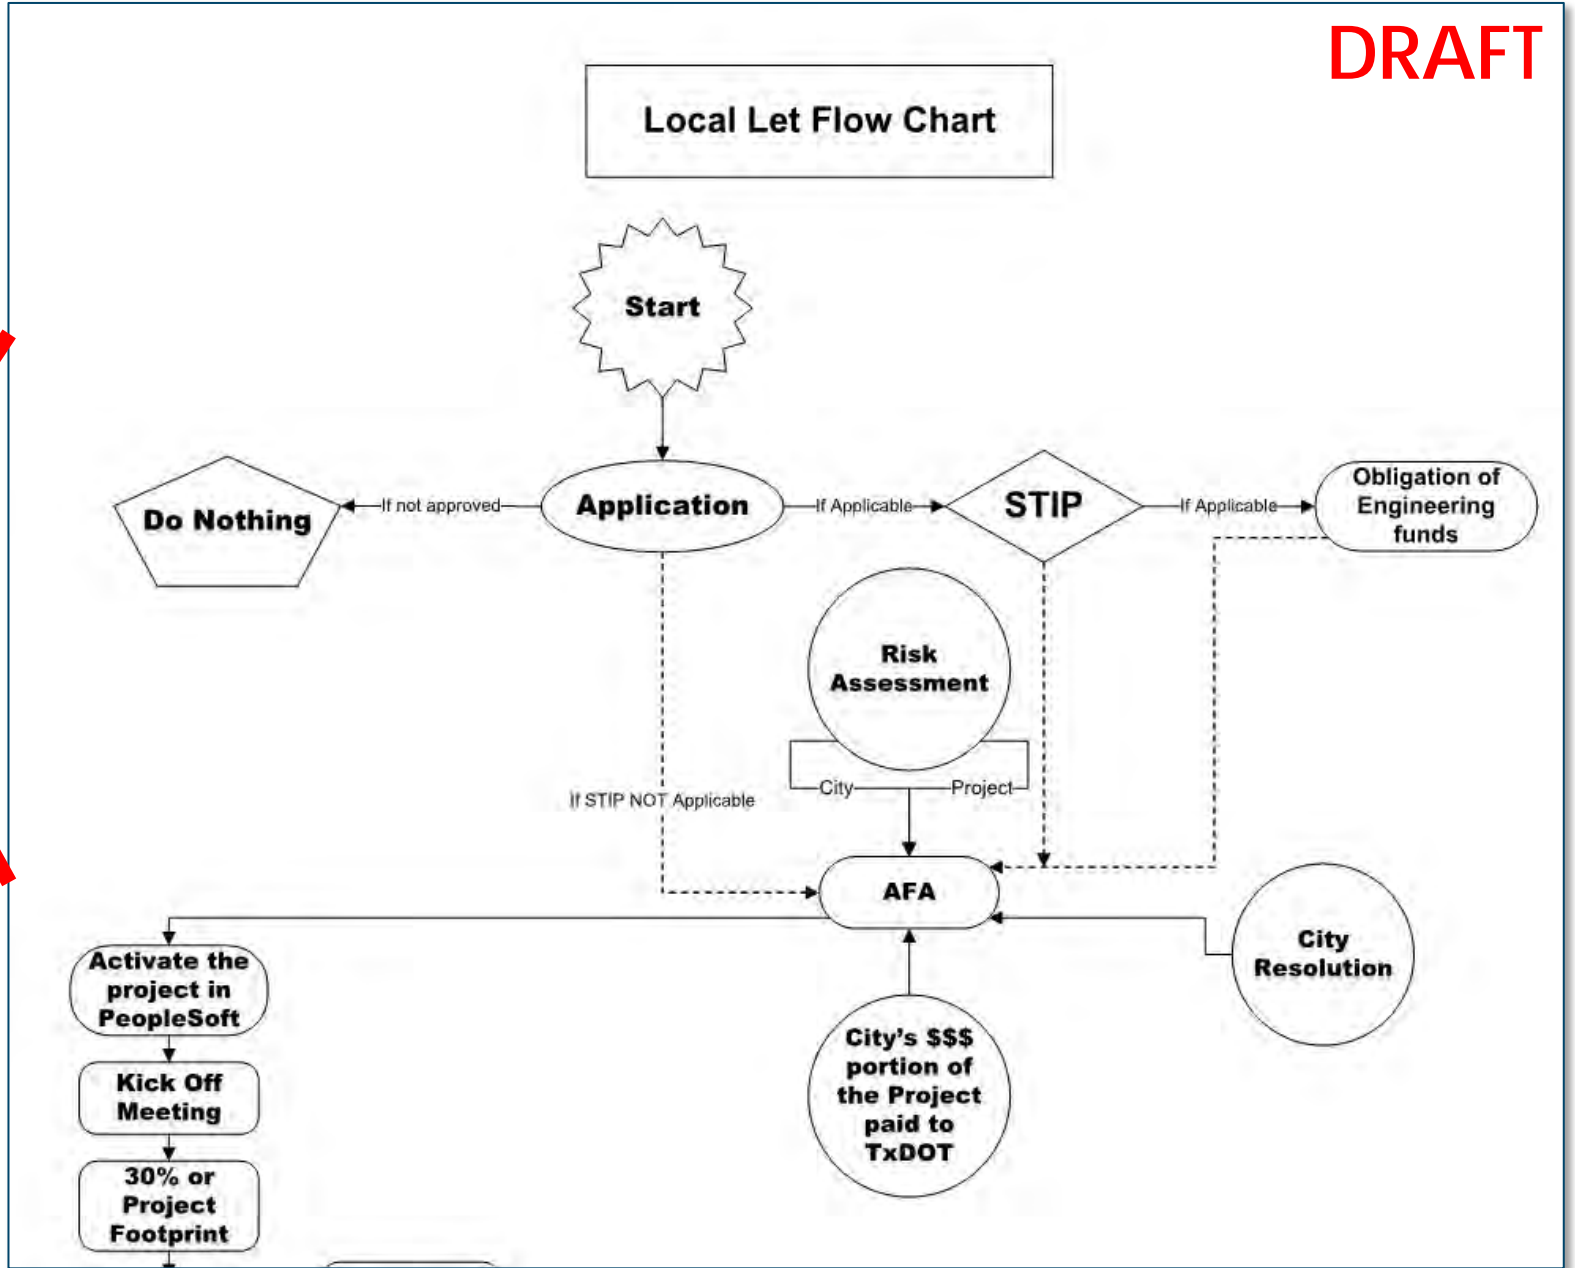 DRAFT
Local Let Flow Chart
Start
Do Nothing
If not approved
Application
If Applicable
STIP
If Applicable
Obligation of
Engineering
funds
Risk
Assessment
City
Project
If STIP NOT Applicable
AFA
City
Resolution
Activate the
project in
PeopleSoft
City's $$$
portion of
the Project
paid to
TxDOT
Kick Off
Meeting
30% or
Project
Footprint